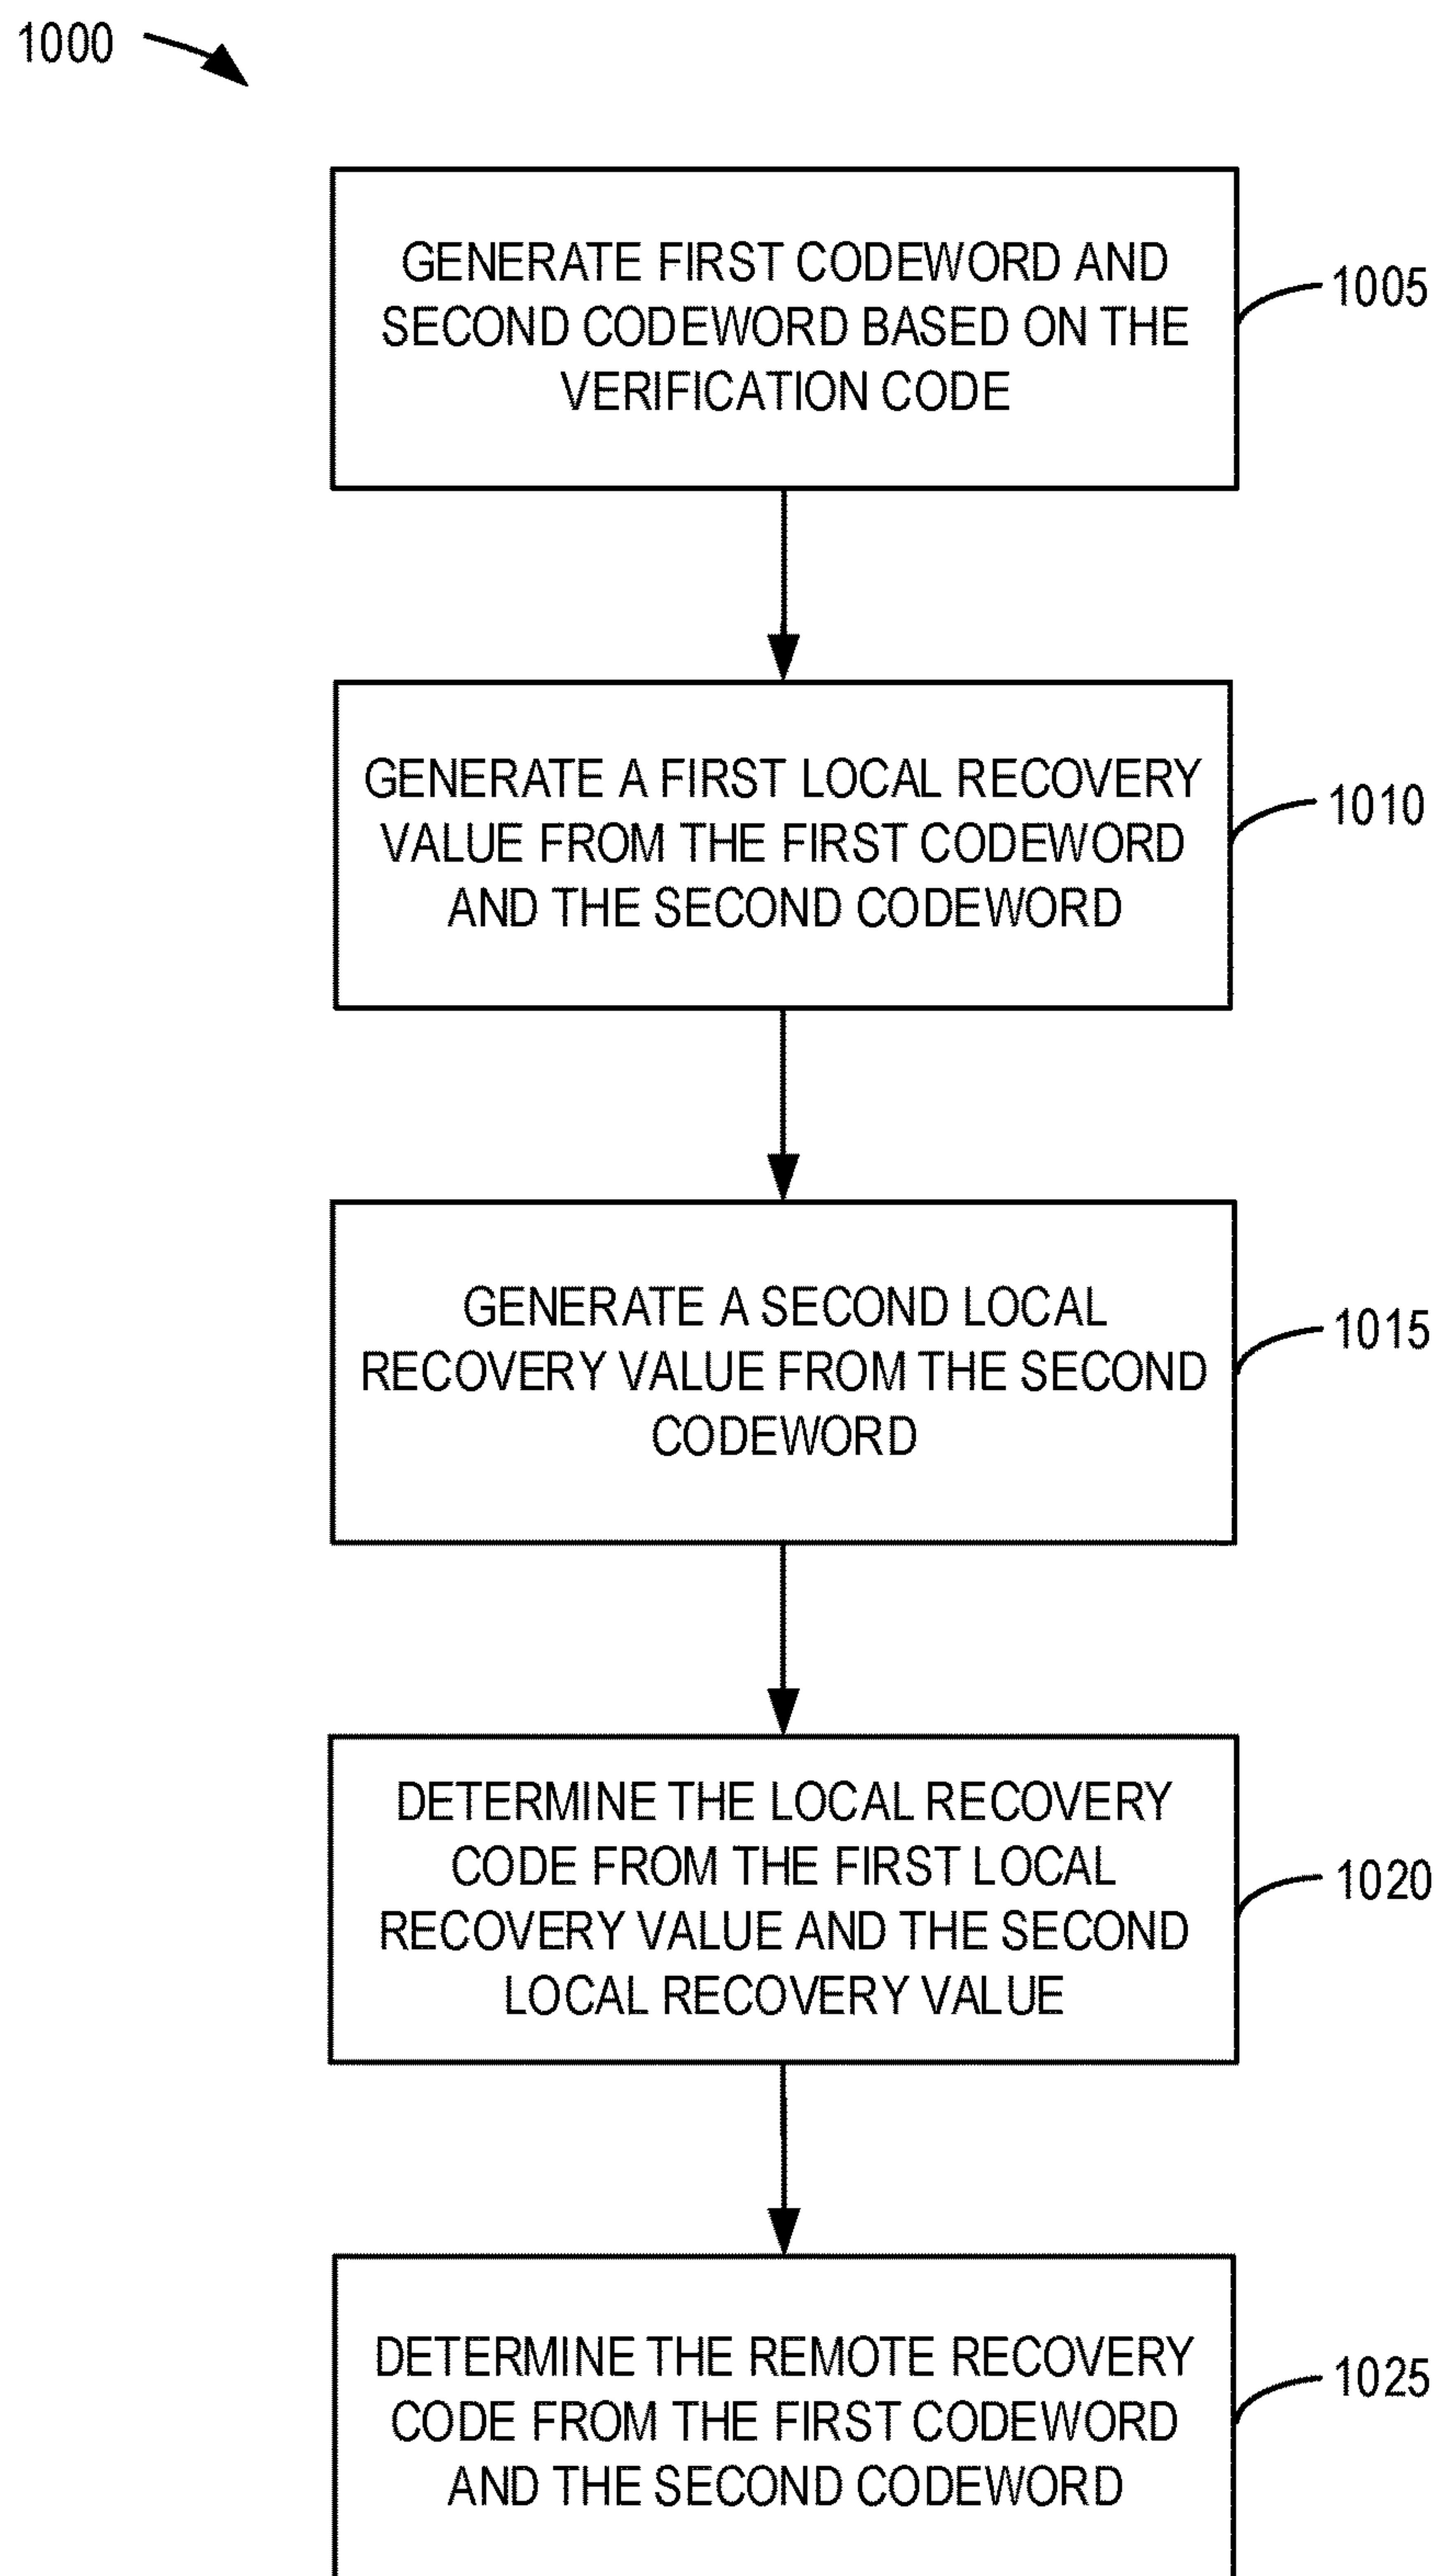 1000
GENERATE FIRST CODEWORD AND
SECOND CODEWORD BASED ON THE
VERIFICATION CODE
1005
GENERATE A FIRST LOCAL RECOVERY
VALUE FROM THE FIRST CODEWORD
AND THE SECOND CODEWORD
1010
GENERATE A SECOND LOCAL
RECOVERY VALUE FROM THE SECOND
CODEWORD
1015
DETERMINE THE LOCAL RECOVERY
CODE FROM THE FIRST LOCAL
RECOVERY VALUE AND THE SECOND
LOCAL RECOVERY VALUE
1020
DETERMINE THE REMOTE RECOVERY
CODE FROM THE FIRST CODEWORD
AND THE SECOND CODEWORD
1025